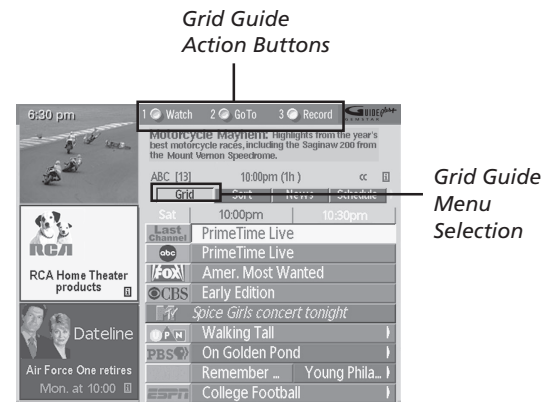 Grid Guide
Action Buttons
6:30 pm
1 Watch 2 GoTo 3 Record
GUIDE plus+
GEMSTAR
Motorcycle Mayhem: Highlights from the year's
best motorcycle races, including the Saginaw 200 from
the Mount Vernon Speedrome.
ABC [13] 10:00pm (1h) cc
Grid Sort News Schedule
Grid Guide
Menu
Selection
Sat 10:00pm 10:30pm
Last Channel PrimeTime Live
abc PrimeTime Live
FOX Amer. Most Wanted
CBS Early Edition
Spice Girls concert tonight
Walking Tall
PBS On Golden Pond
Remember ... Young Phila...
ESPN College Football
RCA
RCA Home Theater
products
Dateline
Air Force One retires
Mon. at 10:00